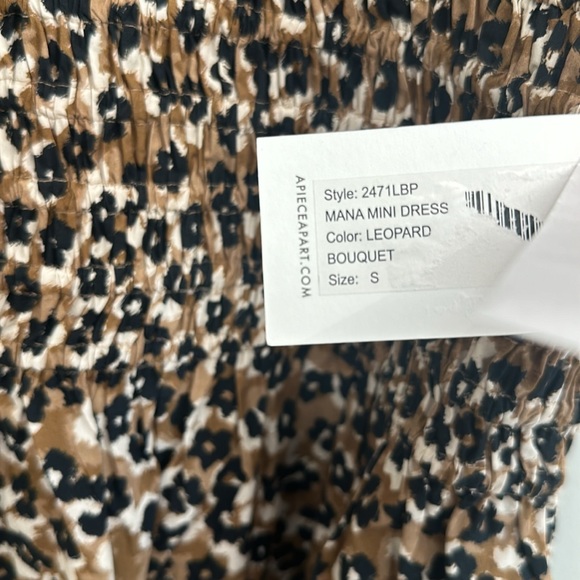 APIECEAPART.COM
Style: 2471LBP
MANA MINI DRESS
Color: LEOPARD
BOUQUET
Size: S